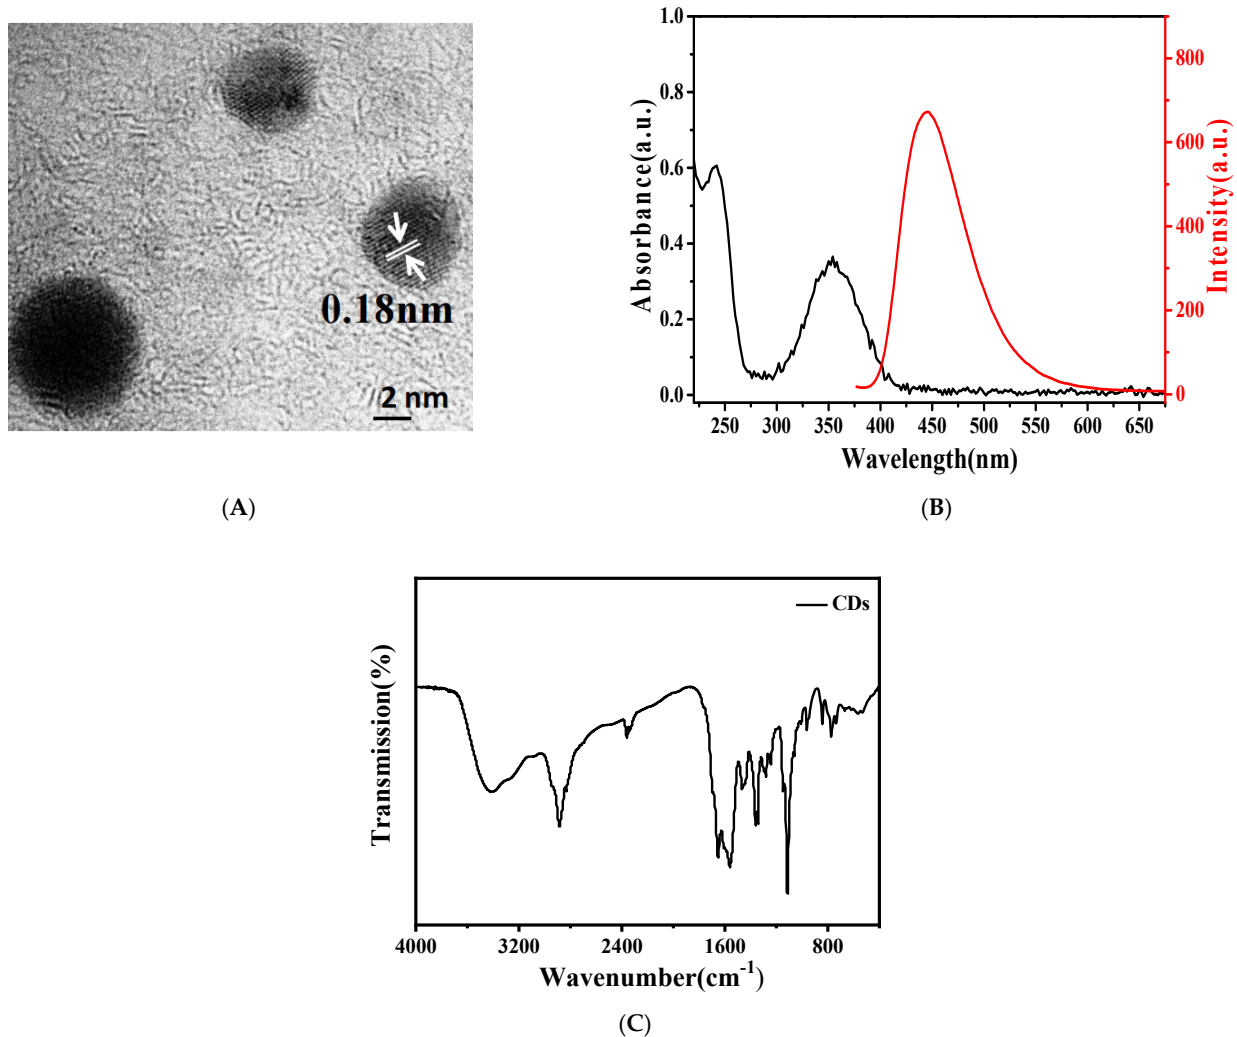 0.18nm
2 nm
(A)
1.0
0.8
0.6
0.4
0.2
0.0
Absorbance(a.u.)
250 300 350 400 450 500 550 600 650
Wavelength(nm)
800
600
400
200
0
Intensity(a.u.)
(B)
CDs
Transmission(%)
4000 3200 2400 1600 800
Wavenumber(cm⁻¹)
(C)